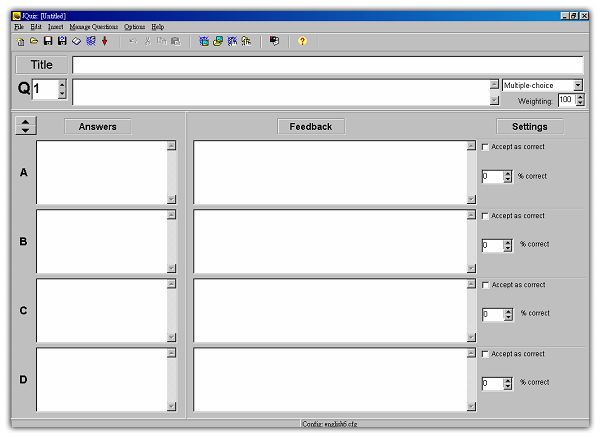 JQuiz: [Untitled]
File Edit Insert Manage Questions Options Help
Title
Q 1
Multiple-choice
Weighting: 100
Answers Feedback Settings
A
Accept as correct
0 % correct
B
Accept as correct
0 % correct
C
Accept as correct
0 % correct
D
Accept as correct
0 % correct
Config: english6.cfg